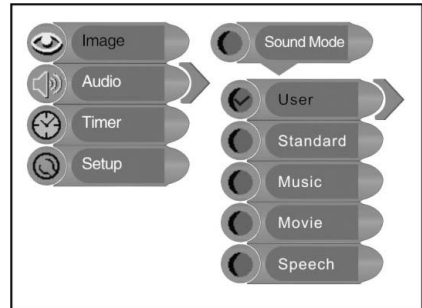 Image
Audio
Timer
Setup
Sound Mode
User
Standard
Music
Movie
Speech